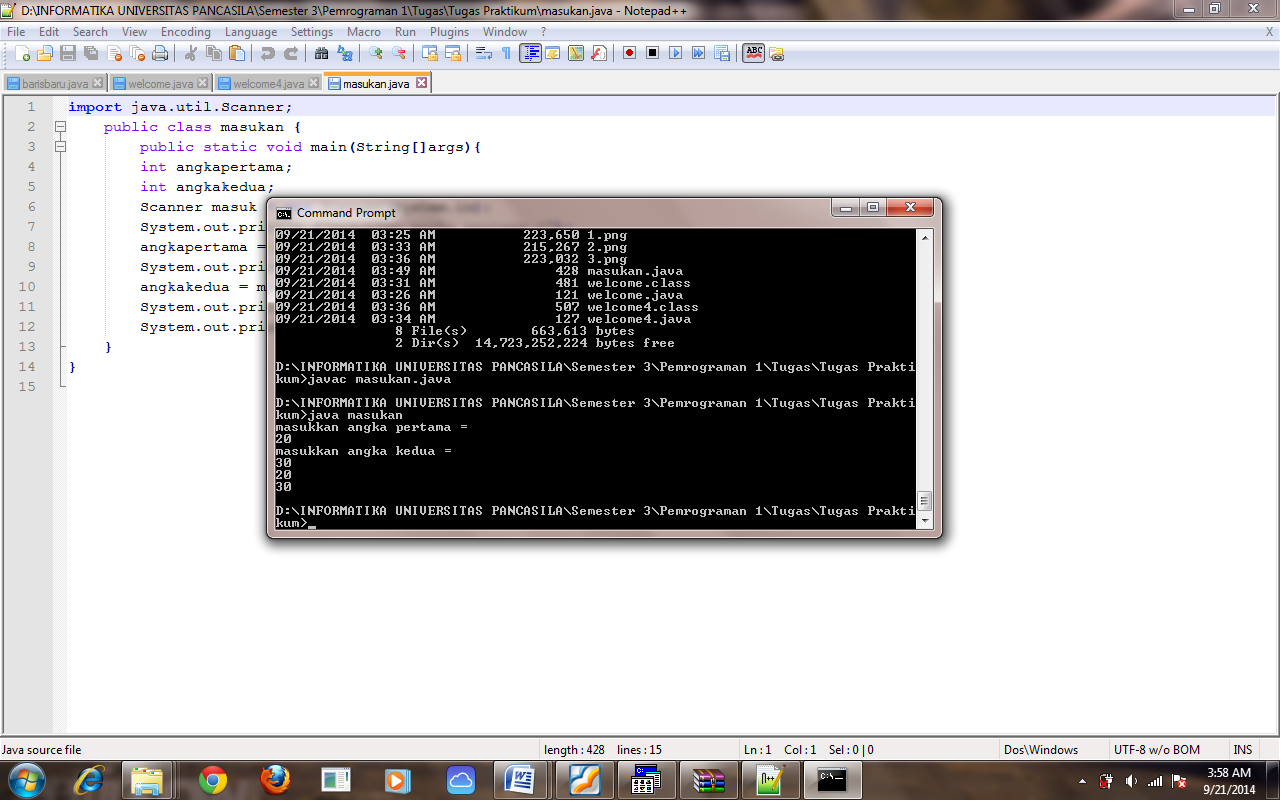 D:\INFORMATIKA UNIVERSITAS PANCASILA\Semester 3\Pemrograman 1\Tugas\Tugas Praktikum\masukan.java - Notepad++
File Edit Search View Encoding Language Settings Macro Run Plugins Window ? X
barisbaru.java welcome.java welcome4.java masukan.java
1 import java.util.Scanner;
2 public class masukan {
3 public static void main(String[]args){
4 int angkapertama;
5 int angkakedua;
6 Scanner masuk
7 System.out.pri
8 angkapertama =
9 System.out.pri
10 angkakedua = m
11 System.out.pri
12 System.out.pri
13 }
14 }
15
Command Prompt
09/21/2014 03:25 AM 223,650 1.png
09/21/2014 03:33 AM 215,267 2.png
09/21/2014 03:36 AM 223,032 3.png
09/21/2014 03:49 AM 428 masukan.java
09/21/2014 03:31 AM 481 welcome.class
09/21/2014 03:26 AM 121 welcome.java
09/21/2014 03:36 AM 507 welcome4.class
09/21/2014 03:34 AM 127 welcome4.java
8 File(s) 663,613 bytes
2 Dir(s) 14,723,252,224 bytes free
D:\INFORMATIKA UNIVERSITAS PANCASILA\Semester 3\Pemrograman 1\Tugas\Tugas Prakti
kum>javac masukan.java
D:\INFORMATIKA UNIVERSITAS PANCASILA\Semester 3\Pemrograman 1\Tugas\Tugas Prakti
kum>java masukan
masukkan angka pertama =
20
masukkan angka kedua =
30
20
30
D:\INFORMATIKA UNIVERSITAS PANCASILA\Semester 3\Pemrograman 1\Tugas\Tugas Prakti
kum>_
Java source file length : 428 lines : 15 Ln : 1 Col : 1 Sel : 0 | 0 Dos\Windows UTF-8 w/o BOM INS
3:58 AM
9/21/2014